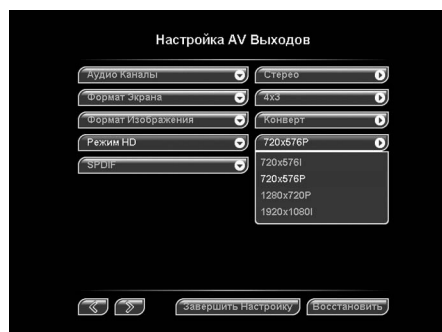 Настройка AV Выходов
Аудио Каналы Стерео
Формат Экрана 4x3
Формат Изображения Конверт
Режим HD 720x576P
SPDIF 720x576I
720x576P
1280x720P
1920x1080I
Завершить Настройку Восстановить